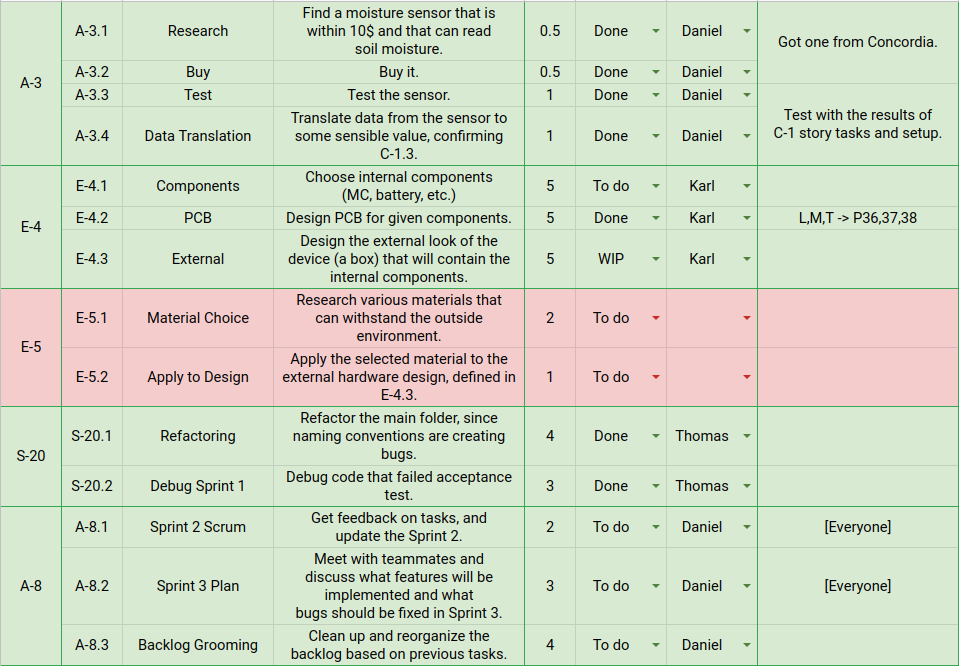 A-3
A-3.1 Research Find a moisture sensor that is
within 10$ and that can read
soil moisture. 0.5 Done Daniel Got one from Concordia.
A-3.2 Buy Buy it. 0.5 Done Daniel
A-3.3 Test Test the sensor. 1 Done Daniel Test with the results of
C-1 story tasks and setup.
A-3.4 Data Translation Translate data from the sensor to
some sensible value, confirming
C-1.3. 1 Done Daniel
E-4
E-4.1 Components Choose internal components
(MC, battery, etc.) 5 To do Karl
E-4.2 PCB Design PCB for given components. 5 Done Karl L,M,T -> P36,37,38
E-4.3 External Design the external look of the
device (a box) that will contain the
internal components. 5 WIP Karl
E-5
E-5.1 Material Choice Research various materials that
can withstand the outside
environment. 2 To do
E-5.2 Apply to Design Apply the selected material to the
external hardware design, defined in
E-4.3. 1 To do
S-20
S-20.1 Refactoring Refactor the main folder, since
naming conventions are creating
bugs. 4 Done Thomas
S-20.2 Debug Sprint 1 Debug code that failed acceptance
test. 3 Done Thomas
A-8
A-8.1 Sprint 2 Scrum Get feedback on tasks, and
update the Sprint 2. 2 To do Daniel [Everyone]
A-8.2 Sprint 3 Plan Meet with teammates and
discuss what features will be
implemented and what
bugs should be fixed in Sprint 3. 3 To do Daniel [Everyone]
A-8.3 Backlog Grooming Clean up and reorganize the
backlog based on previous tasks. 4 To do Daniel